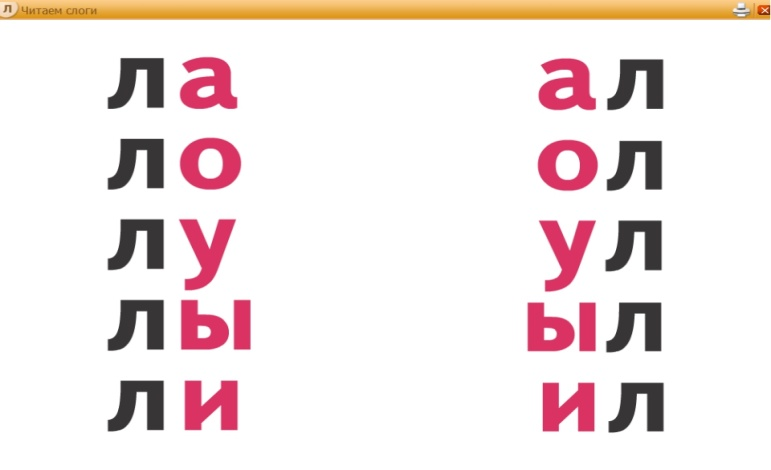 Л Читаем слоги
ла ал
ло ол
лу ул
лы ыл
ли ил